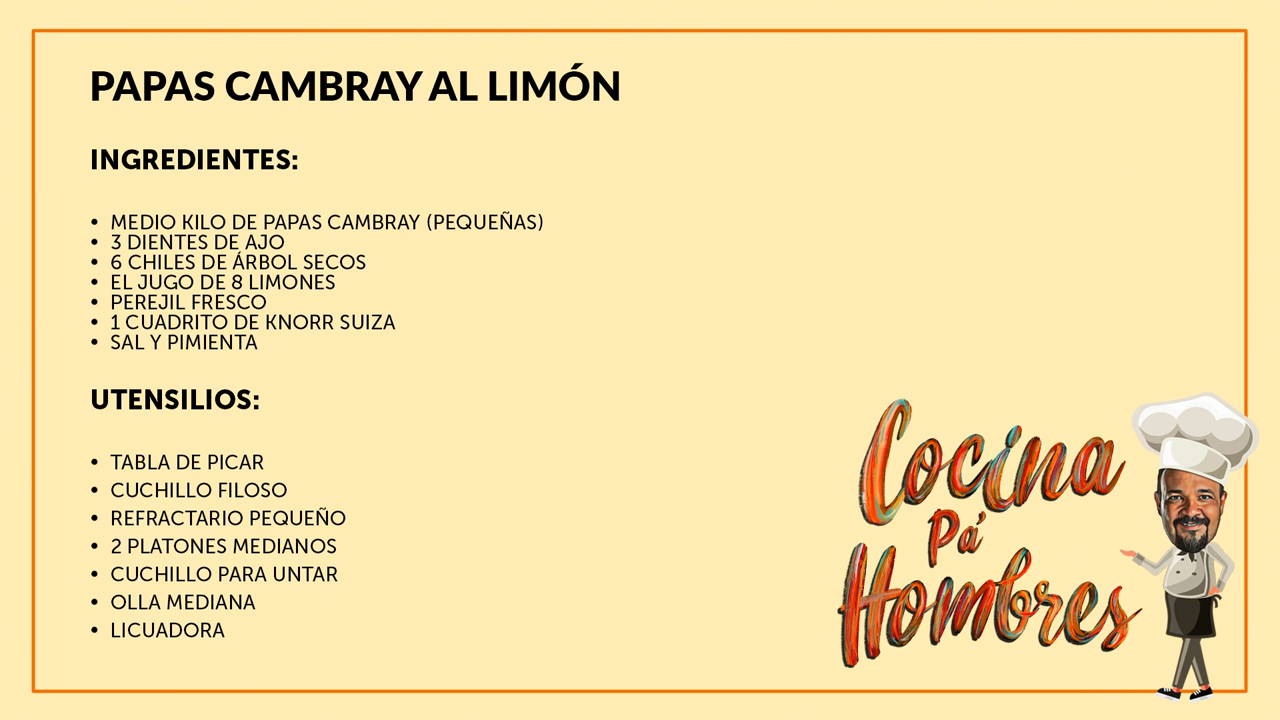 PAPAS CAMBRAY AL LIMÓN
INGREDIENTES:
• MEDIO KILO DE PAPAS CAMBRAY (PEQUEÑAS)
• 3 DIENTES DE AJO
• 6 CHILES DE ÁRBOL SECOS
• EL JUGO DE 8 LIMONES
• PEREJIL FRESCO
• 1 CUADRITO DE KNORR SUIZA
• SAL Y PIMIENTA
UTENSILIOS:
• TABLA DE PICAR
• CUCHILLO FILOSO
• REFRACTARIO PEQUEÑO
• 2 PLATONES MEDIANOS
• CUCHILLO PARA UNTAR
• OLLA MEDIANA
• LICUADORA
Cocina
Pá'
Hombres